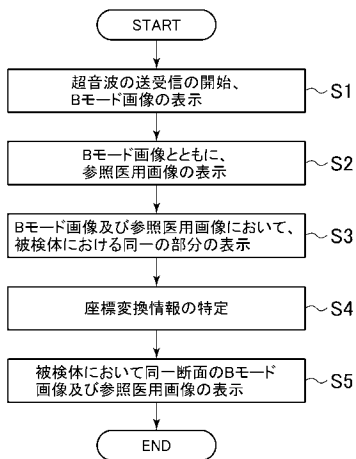 START
超音波の送受信の開始、
Bモード画像の表示
S1
Bモード画像とともに、
参照医用画像の表示
S2
Bモード画像及び参照医用画像において、
被検体における同一の部分の表示
S3
座標変換情報の特定
S4
被検体において同一断面のBモード
画像及び参照医用画像の表示
S5
END